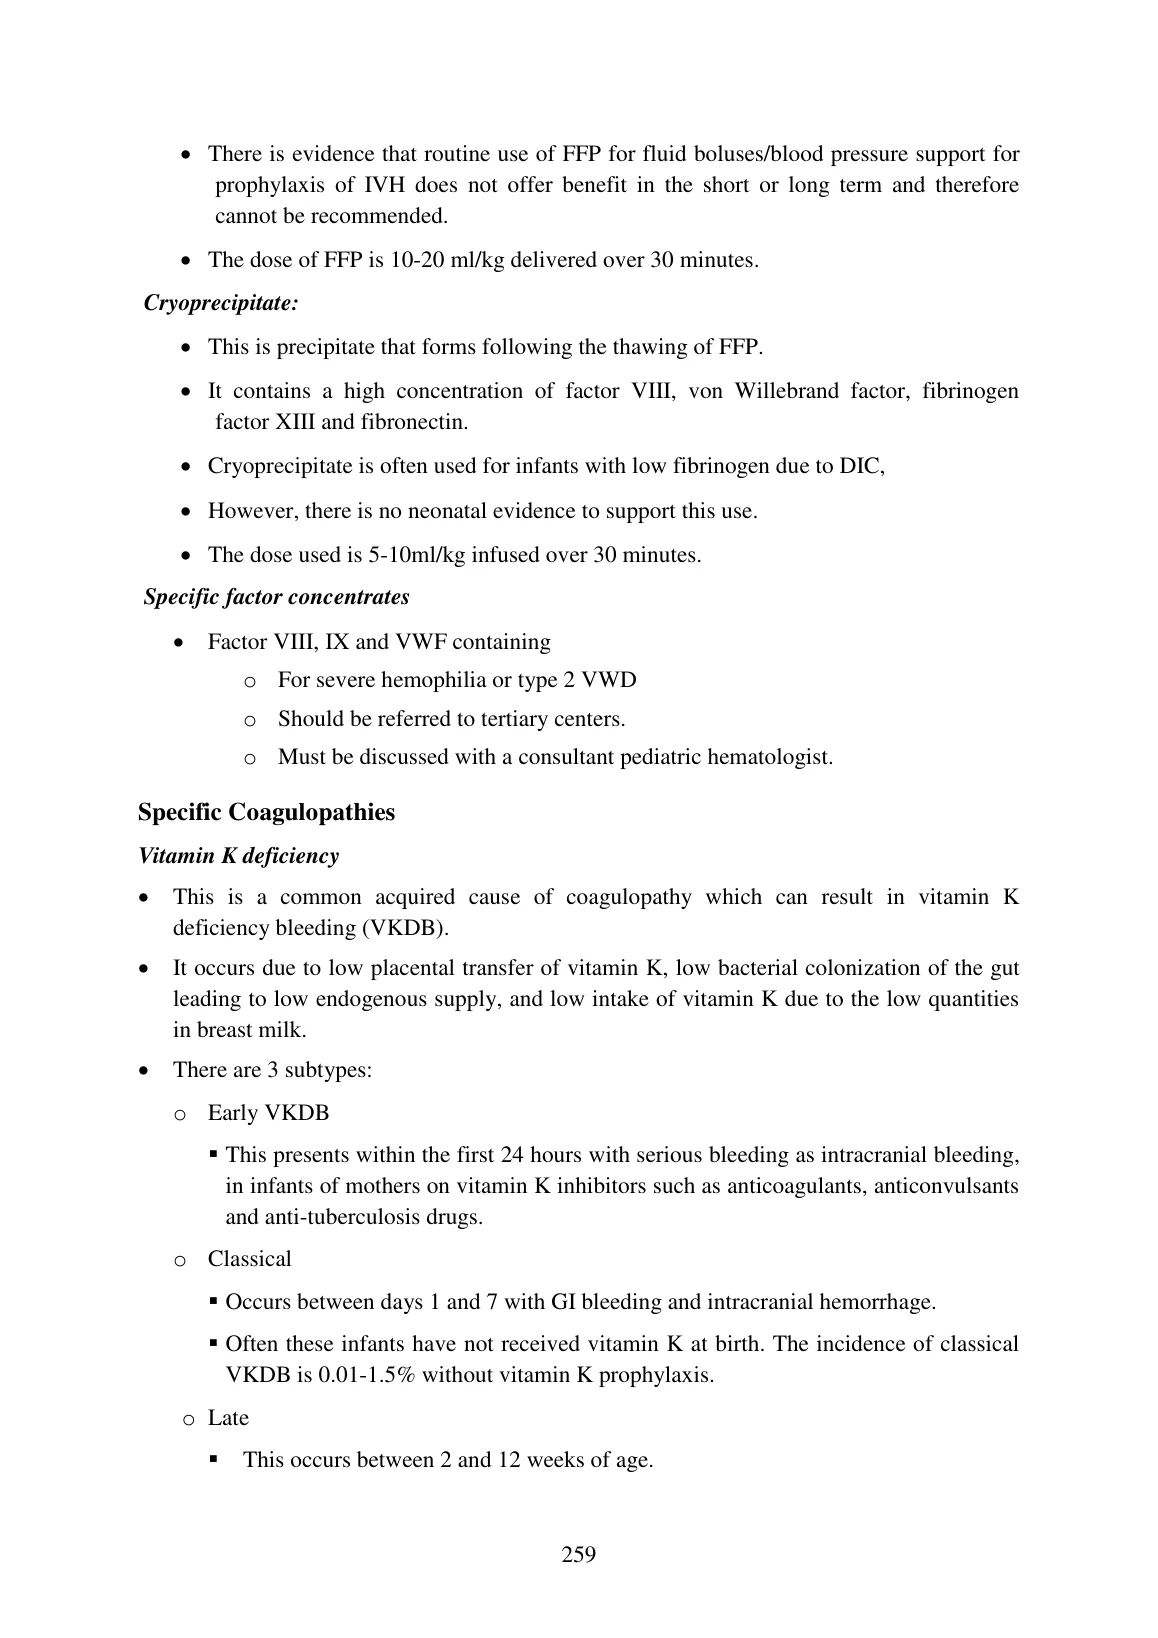 • There is evidence that routine use of FFP for fluid boluses/blood pressure support for
prophylaxis of IVH does not offer benefit in the short or long term and therefore
cannot be recommended.
• The dose of FFP is 10-20 ml/kg delivered over 30 minutes.
Cryoprecipitate:
• This is precipitate that forms following the thawing of FFP.
• It contains a high concentration of factor VIII, von Willebrand factor, fibrinogen
factor XIII and fibronectin.
• Cryoprecipitate is often used for infants with low fibrinogen due to DIC,
• However, there is no neonatal evidence to support this use.
• The dose used is 5-10ml/kg infused over 30 minutes.
Specific factor concentrates
• Factor VIII, IX and VWF containing
o For severe hemophilia or type 2 VWD
o Should be referred to tertiary centers.
o Must be discussed with a consultant pediatric hematologist.
Specific Coagulopathies
Vitamin K deficiency
• This is a common acquired cause of coagulopathy which can result in vitamin K
deficiency bleeding (VKDB).
• It occurs due to low placental transfer of vitamin K, low bacterial colonization of the gut
leading to low endogenous supply, and low intake of vitamin K due to the low quantities
in breast milk.
• There are 3 subtypes:
o Early VKDB
▪ This presents within the first 24 hours with serious bleeding as intracranial bleeding,
in infants of mothers on vitamin K inhibitors such as anticoagulants, anticonvulsants
and anti-tuberculosis drugs.
o Classical
▪ Occurs between days 1 and 7 with GI bleeding and intracranial hemorrhage.
▪ Often these infants have not received vitamin K at birth. The incidence of classical
VKDB is 0.01-1.5% without vitamin K prophylaxis.
o Late
▪ This occurs between 2 and 12 weeks of age.
259